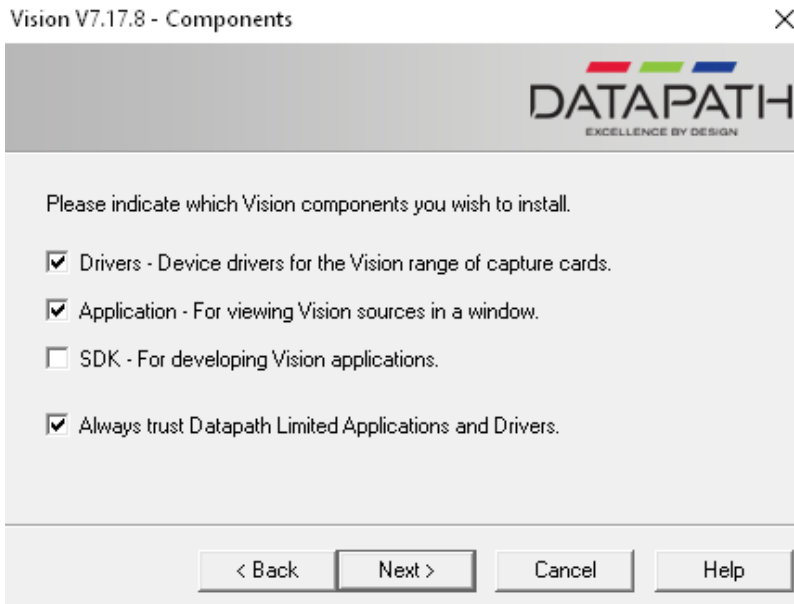 Vision V7.17.8 - Components
DATAPATH
EXCELLENCE BY DESIGN
Please indicate which Vision components you wish to install.
Drivers - Device drivers for the Vision range of capture cards.
Application - For viewing Vision sources in a window.
SDK - For developing Vision applications.
Always trust Datapath Limited Applications and Drivers.
< Back Next > Cancel Help